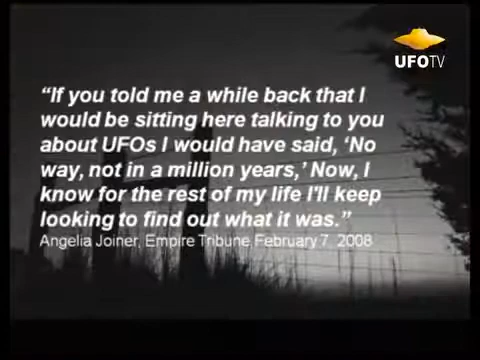 UFOTV
“If you told me a while back that I
would be sitting here talking to you
about UFOs I would have said, ‘No
way, not in a million years,’ Now, I
know for the rest of my life I'll keep
looking to find out what it was.”
Angelia Joiner, Empire Tribune February 7, 2008